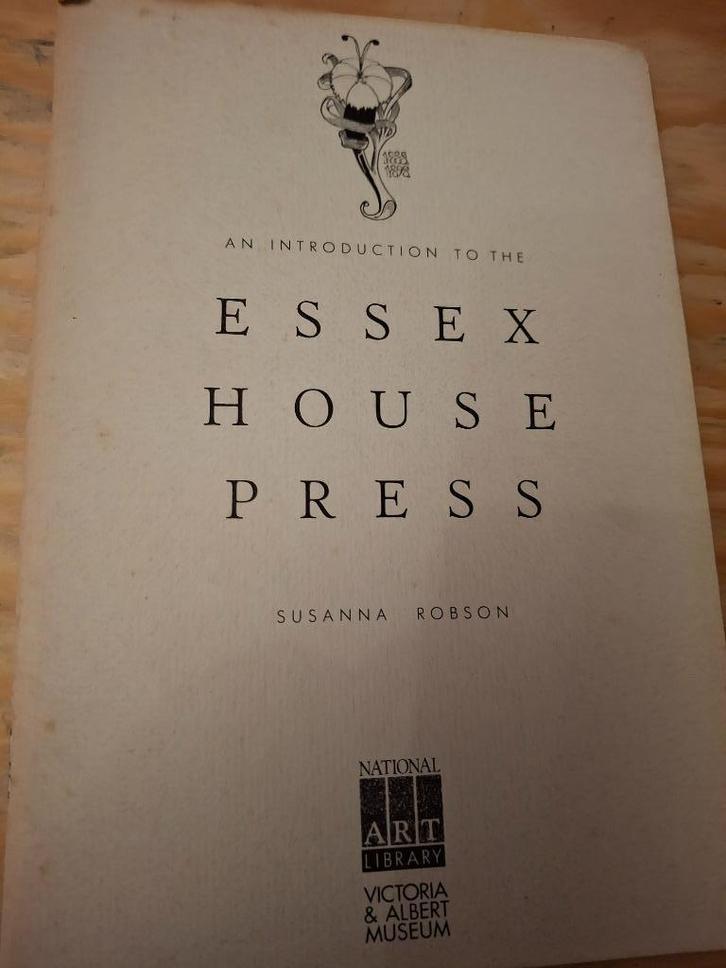 AN INTRODUCTION TO THE
ESSEX
HOUSE
PRESS
SUSANNA ROBSON
NATIONAL
ART
LIBRARY
VICTORIA
& ALBERT
MUSEUM